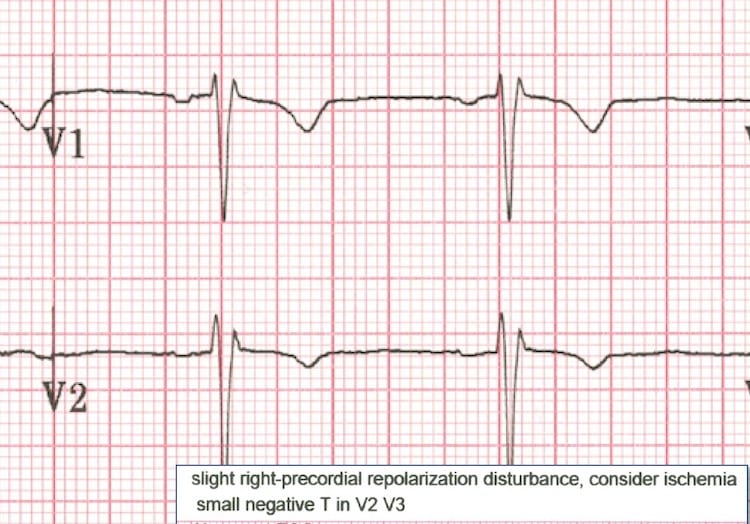 V1
V2
slight right-precordial repolarization disturbance, consider ischemia
small negative T in V2 V3